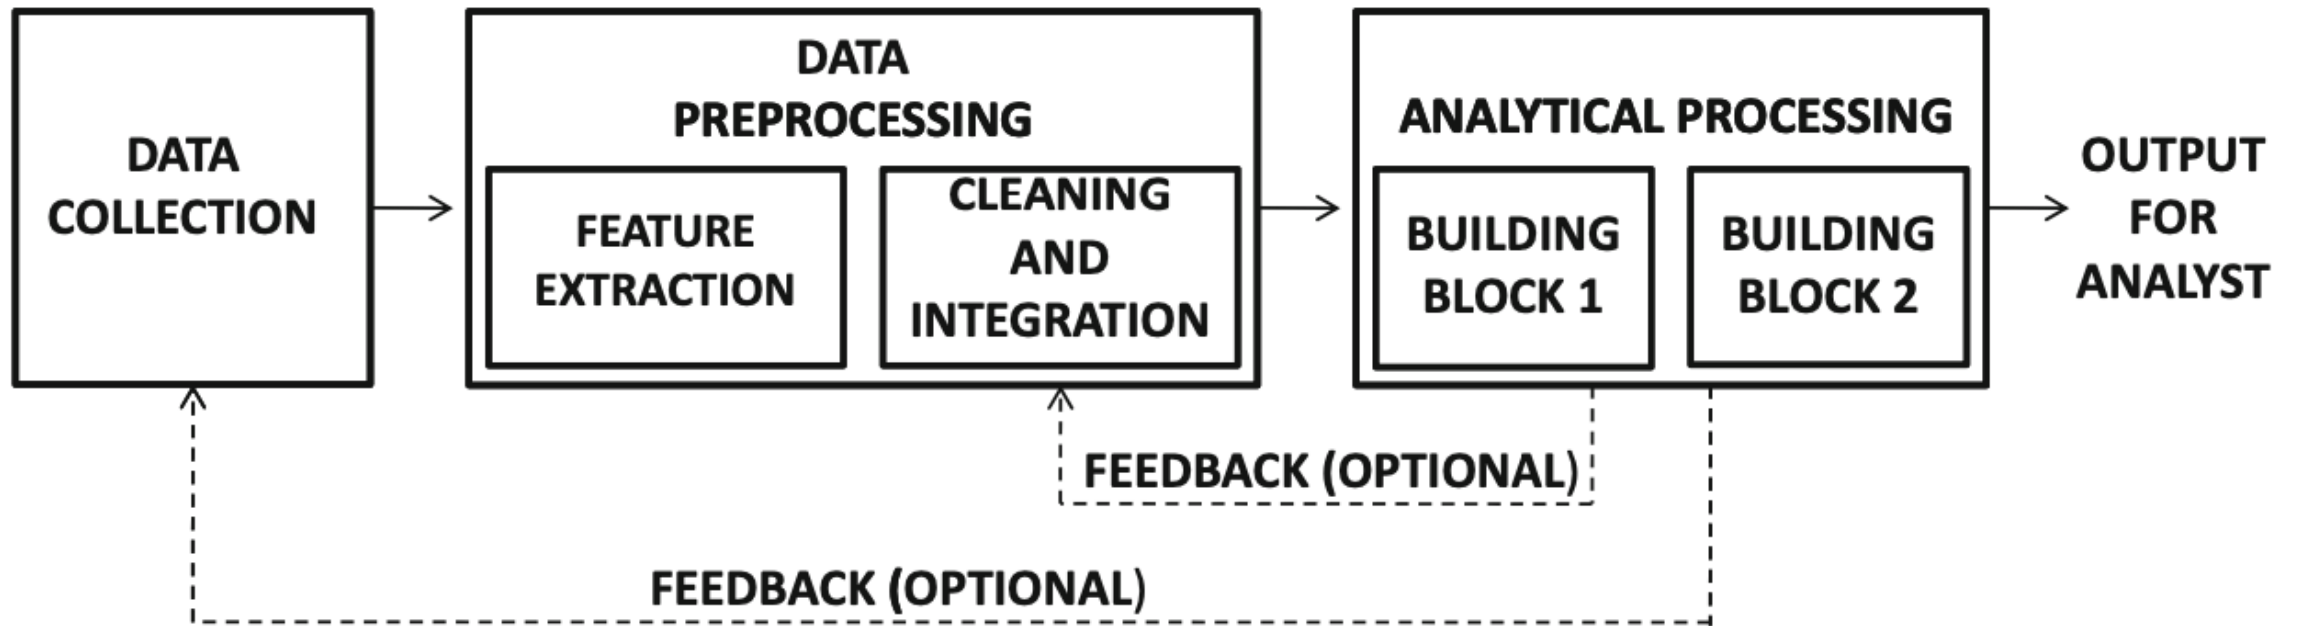 DATA
COLLECTION
DATA
PREPROCESSING
FEATURE
EXTRACTION
CLEANING
AND
INTEGRATION
ANALYTICAL PROCESSING
BUILDING
BLOCK 1
BUILDING
BLOCK 2
OUTPUT
FOR
ANALYST
FEEDBACK (OPTIONAL)
FEEDBACK (OPTIONAL)